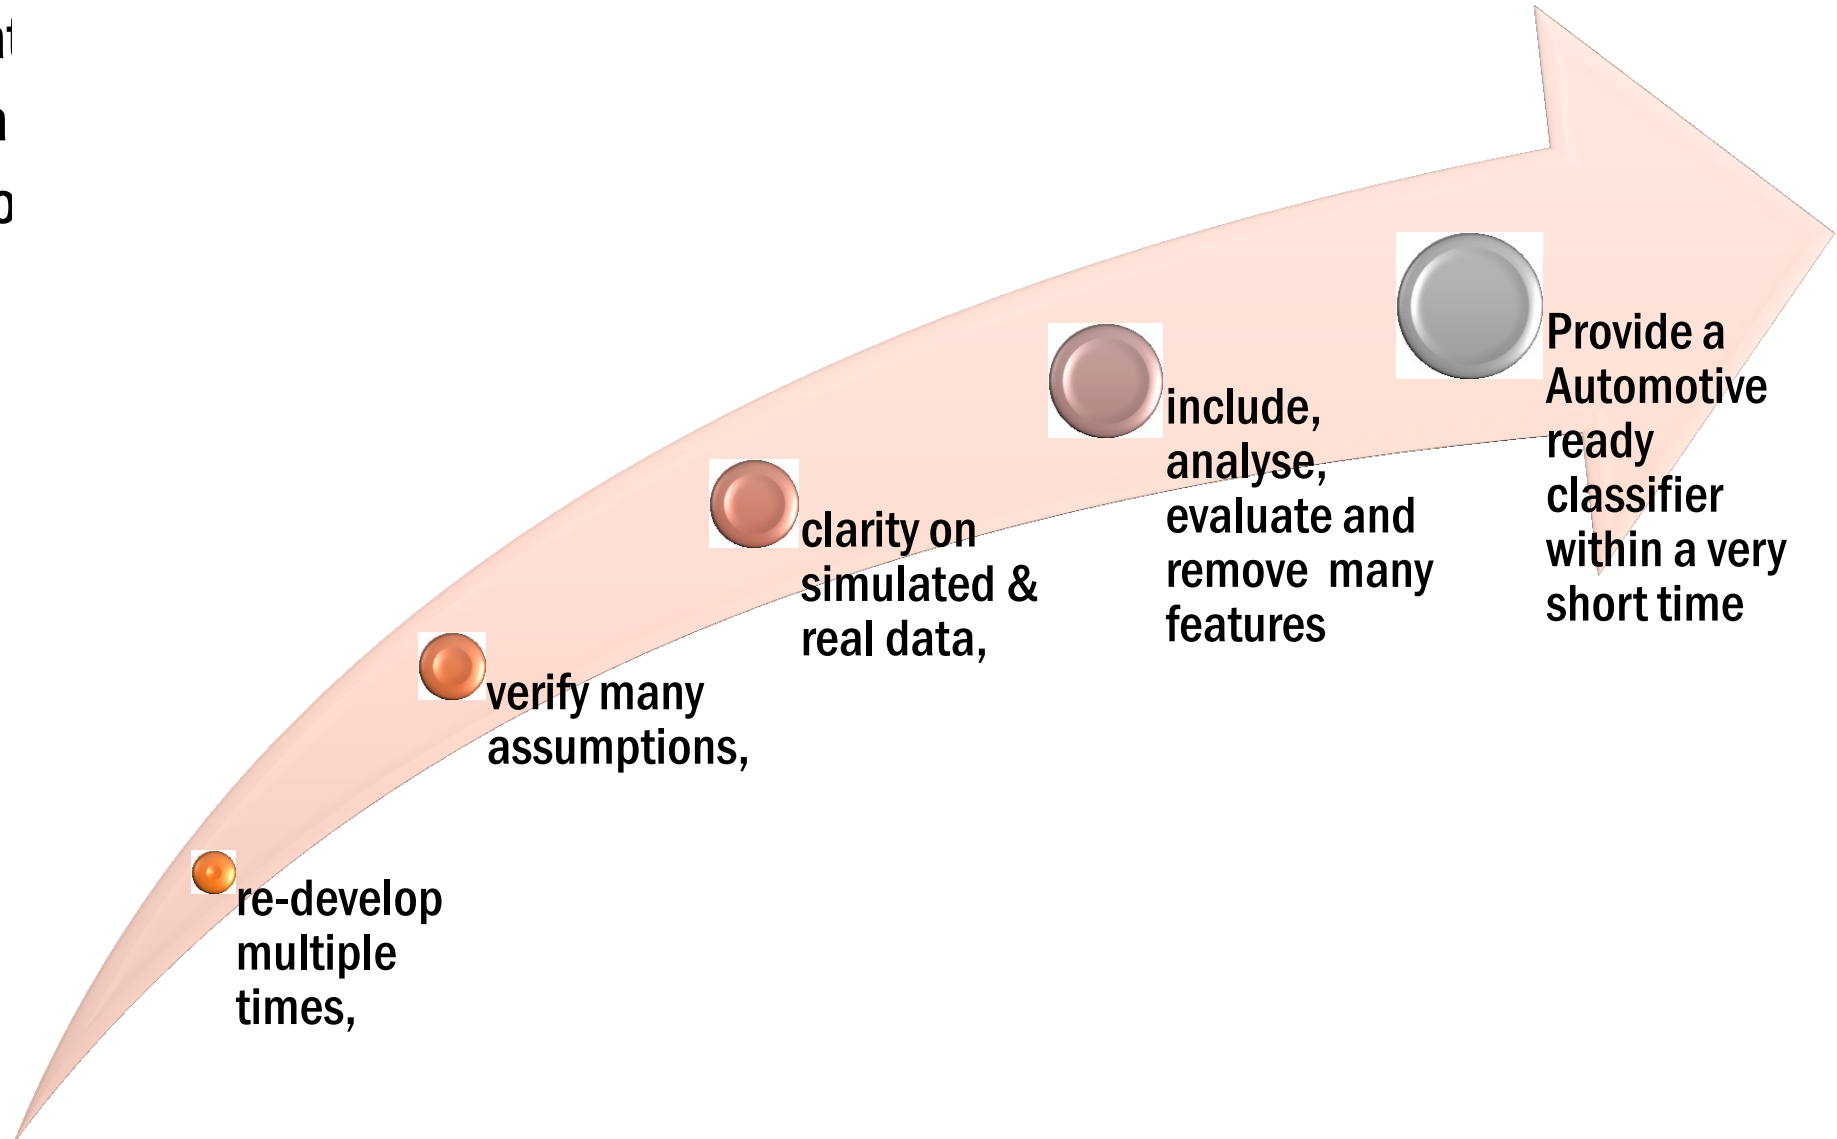 re-develop
multiple
times,
verify many
assumptions,
clarity on
simulated &
real data,
include,
analyse,
evaluate and
remove  many
features
Provide a
Automotive
ready
classifier
within a very
short time